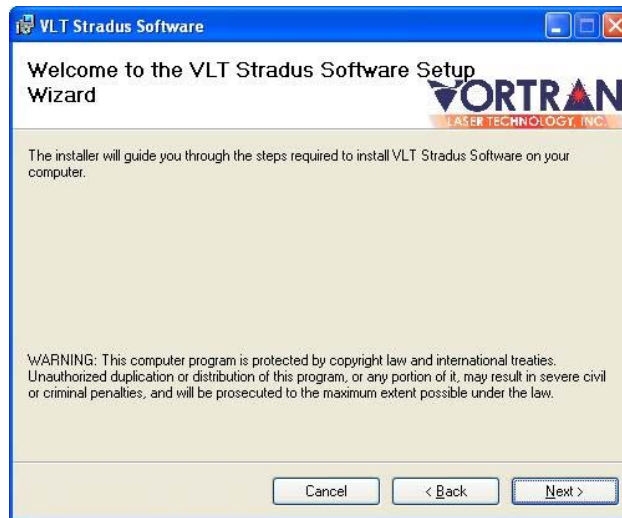 VLT Stradus Software
Welcome to the VLT Stradus Software Setup
Wizard
VORTRAN
LASER TECHNOLOGY, INC.
The installer will guide you through the steps required to install VLT Stradus Software on your
computer.
WARNING: This computer program is protected by copyright law and international treaties.
Unauthorized duplication or distribution of this program, or any portion of it, may result in severe civil
or criminal penalties, and will be prosecuted to the maximum extent possible under the law.
Cancel
< Back
Next >